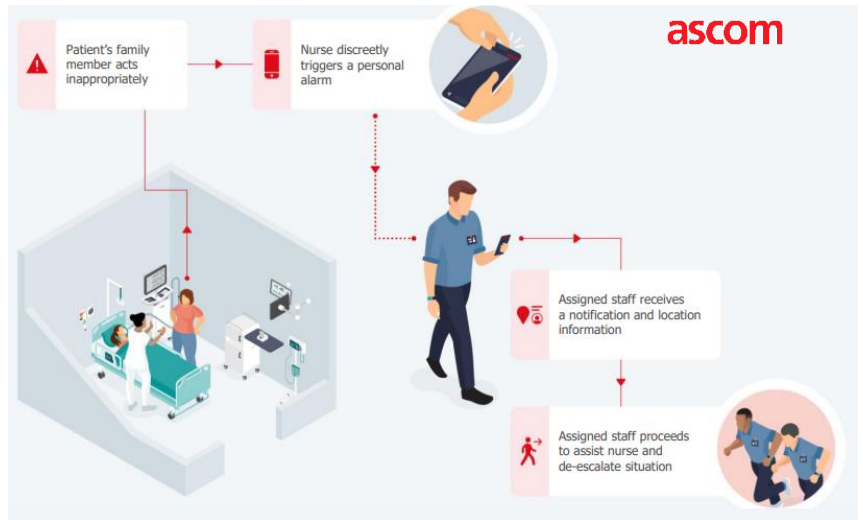 ascom
Patient's family
member acts
inappropriately
Nurse discreetly
triggers a personal
alarm
Assigned staff receives
a notification and location
information
Assigned staff proceeds
to assist nurse and
de-escalate situation